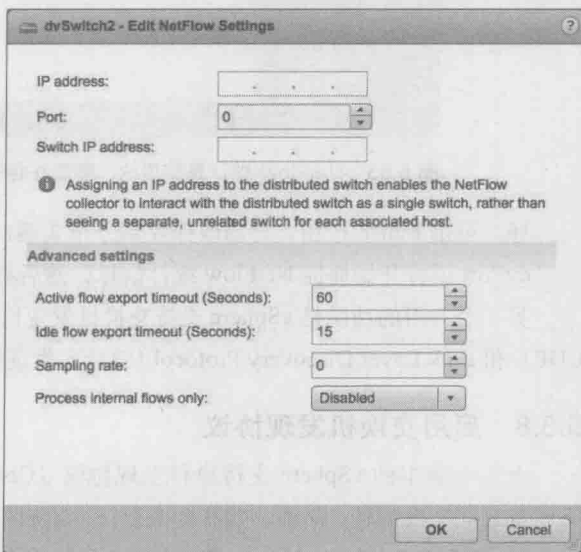 dvSwitch2 - Edit NetFlow Settings
?
IP address:
. . .
Port:
0
Switch IP address:
. . .
Assigning an IP address to the distributed switch enables the NetFlow
collector to interact with the distributed switch as a single switch, rather than
seeing a separate, unrelated switch for each associated host.
Advanced settings
Active flow export timeout (Seconds):
60
Idle flow export timeout (Seconds):
15
Sampling rate:
0
Process internal flows only:
Disabled
OK
Cancel